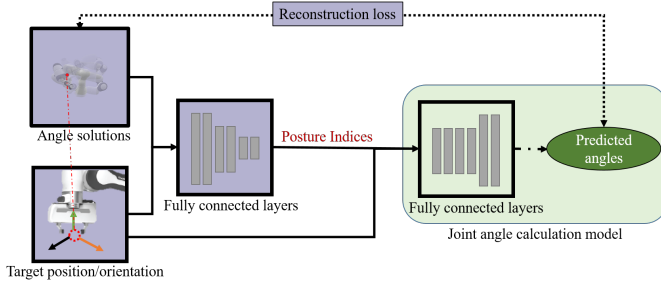 Reconstruction loss
Angle solutions
Posture Indices
Predicted
angles
Fully connected layers
Fully connected layers
Joint angle calculation model
Target position/orientation